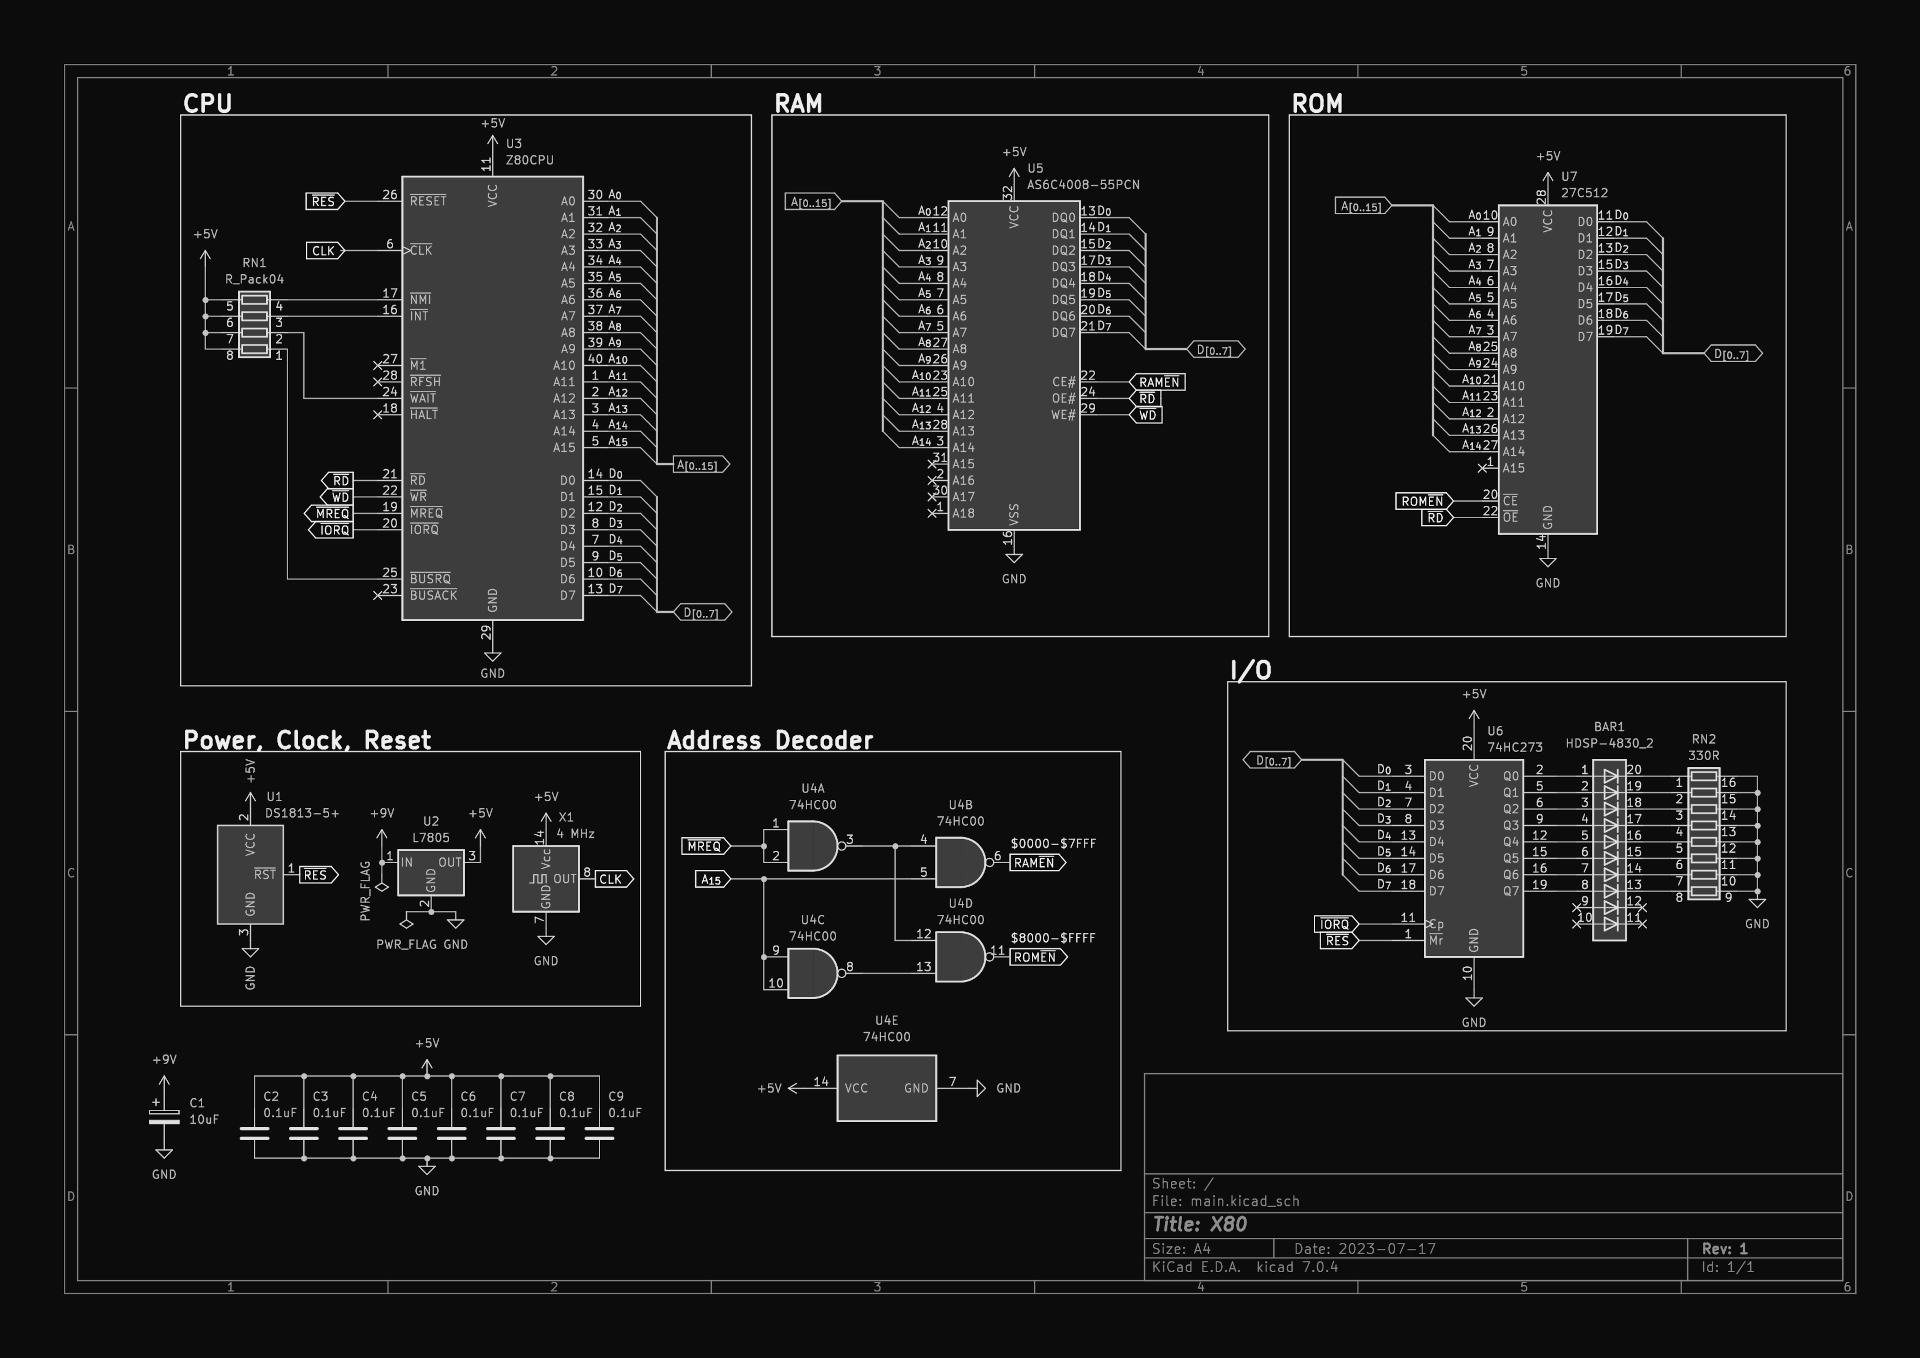 1 2 3 4 5 6
A
B
C
D
CPU
+5V
U3
Z80CPU
11
VCC
RES 26 RESET
CLK 6 CLK
+5V
RN1
R_Pack04
5 4
6 3
7 2
8 1
17 NMI
16 INT
27 M1
28 RFSH
24 WAIT
18 HALT
RD 21 RD
WD 22 WR
MREQ 19 MREQ
IORQ 20 IORQ
25 BUSRQ
23 BUSACK
A0 30 A0
A1 31 A1
A2 32 A2
A3 33 A3
A4 34 A4
A5 35 A5
A6 36 A6
A7 37 A7
A8 38 A8
A9 39 A9
A10 40 A10
A11 1 A11
A12 2 A12
A13 3 A13
A14 4 A14
A15 5 A15
A[0..15]
D0 14 D0
D1 15 D1
D2 12 D2
D3 8 D3
D4 7 D4
D5 9 D5
D6 10 D6
D7 13 D7
D[0..7]
GND
29
GND
RAM
+5V
U5
AS6C4008-55PCN
32
VCC
A[0..15]
A0 12 A0
A1 11 A1
A2 10 A2
A3 9 A3
A4 8 A4
A5 7 A5
A6 6 A6
A7 5 A7
A8 27 A8
A9 26 A9
A10 23 A10
A11 25 A11
A12 4 A12
A13 28 A13
A14 3 A14
31 A15
2 A16
30 A17
1 A18
DQ0 13 D0
DQ1 14 D1
DQ2 15 D2
DQ3 17 D3
DQ4 18 D4
DQ5 19 D5
DQ6 20 D6
DQ7 21 D7
D[0..7]
CE# 22 RAMEN
OE# 24 RD
WE# 29 WD
VSS
16
GND
ROM
+5V
U7
27C512
28
VCC
A[0..15]
A0 10 A0
A1 9 A1
A2 8 A2
A3 7 A3
A4 6 A4
A5 5 A5
A6 4 A6
A7 3 A7
A8 25 A8
A9 24 A9
A10 21 A10
A11 23 A11
A12 2 A12
A13 26 A13
A14 27 A14
1 A15
ROMEN 20 CE
RD 22 OE
D0 11 D0
D1 12 D1
D2 13 D2
D3 15 D3
D4 16 D4
D5 17 D5
D6 18 D6
D7 19 D7
D[0..7]
GND
14
GND
I/O
+5V
U6
74HC273
20
VCC
D[0..7]
D0 3 D0
D1 4 D1
D2 7 D2
D3 8 D3
D4 13 D4
D5 14 D5
D6 17 D6
D7 18 D7
IORQ 11 Cp
RES 1 Mr
GND
10
GND
BAR1
HDSP-4830_2
RN2
330R
Q0 2 1 20 1 16
Q1 5 2 19 2 15
Q2 6 3 18 3 14
Q3 9 4 17 4 13
Q4 12 5 16 5 12
Q5 15 6 15 6 11
Q6 16 7 14 7 10
Q7 19 8 13 8 9
9 12
10 11
GND
Power, Clock, Reset
+5V
U1
DS1813-5+
2
VCC
RST 1 RES
GND
3
GND
+9V
U2
L7805
+5V
1 IN OUT 3
GND
2
PWR_FLAG
PWR_FLAG GND
+5V
X1
4 MHz
14
Vcc
OUT 8 CLK
GND
7
GND
Address Decoder
U4A
74HC00
MREQ
1
2
3
U4B
74HC00
4
5
6
$0000-$7FFF
RAMEN
A15
U4C
74HC00
9
10
8
U4D
74HC00
12
13
11
$8000-$FFFF
ROMEN
U4E
74HC00
+5V 14 VCC GND 7 GND
+9V
+
C1
10uF
GND
+5V
C2 C3 C4 C5 C6 C7 C8 C9
0.1uF 0.1uF 0.1uF 0.1uF 0.1uF 0.1uF 0.1uF 0.1uF
GND
Sheet: /
File: main.kicad_sch
Title: X80
Size: A4 Date: 2023-07-17 Rev: 1
KiCad E.D.A. kicad 7.0.4 Id: 1/1
A
B
C
D
1 2 3 4 5 6